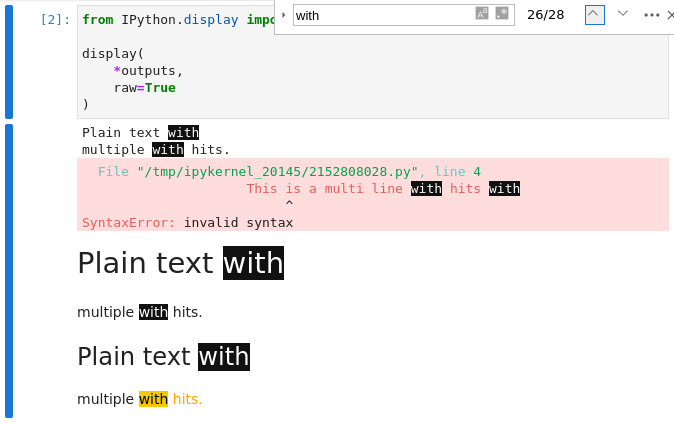 [2]: from IPython.display impo
with
26/28
display(
*outputs,
raw=True
)
Plain text with
multiple with hits.
File "/tmp/ipykernel_20145/2152808028.py", line 4
This is a multi line with hits with
^
SyntaxError: invalid syntax
Plain text with
multiple with hits.
Plain text with
multiple with hits.